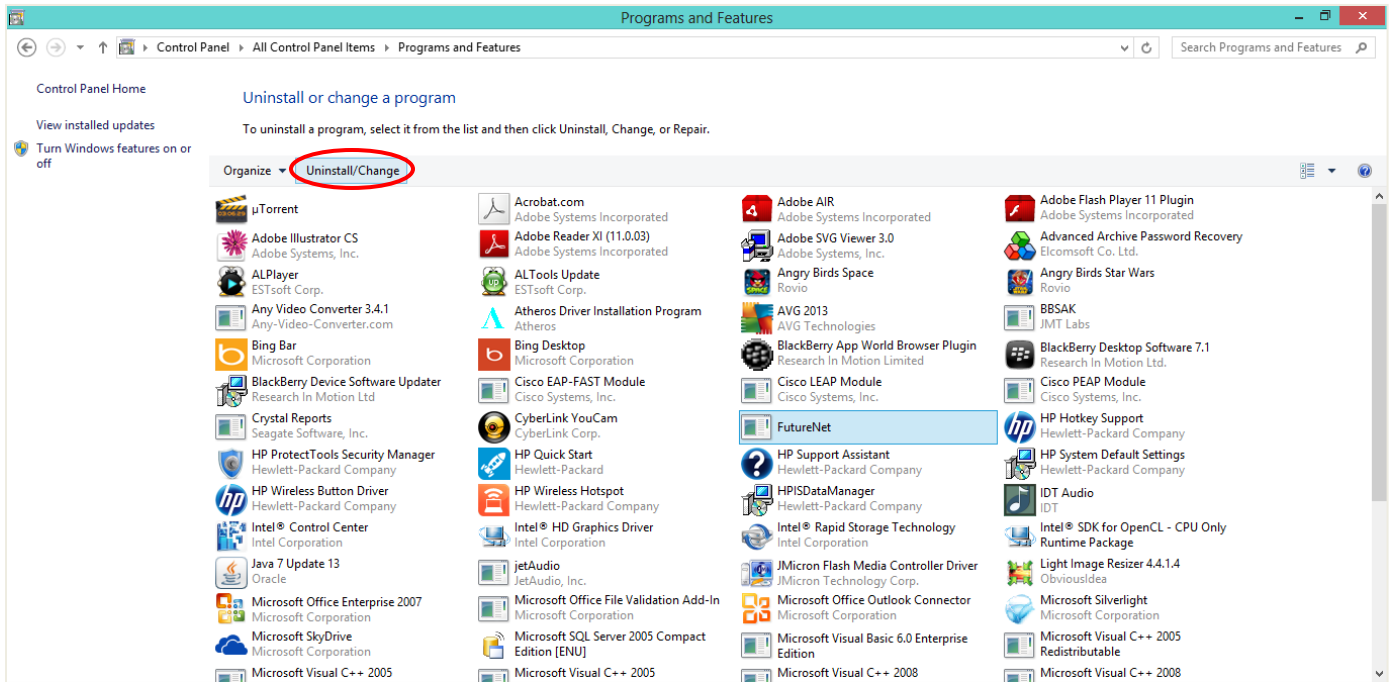 Programs and Features
Control Panel ▸ All Control Panel Items ▸ Programs and Features
Search Programs and Features
Control Panel Home
View installed updates
Turn Windows features on or
off
Uninstall or change a program
To uninstall a program, select it from the list and then click Uninstall, Change, or Repair.
Organize Uninstall/Change
µTorrent
Acrobat.com
Adobe Systems Incorporated
Adobe AIR
Adobe Systems Incorporated
Adobe Flash Player 11 Plugin
Adobe Systems Incorporated
Adobe Illustrator CS
Adobe Systems, Inc.
Adobe Reader XI (11.0.03)
Adobe Systems Incorporated
Adobe SVG Viewer 3.0
Adobe Systems, Inc.
Advanced Archive Password Recovery
Elcomsoft Co. Ltd.
ALPlayer
ESTsoft Corp.
ALTools Update
ESTsoft Corp.
Angry Birds Space
Rovio
Angry Birds Star Wars
Rovio
Any Video Converter 3.4.1
Any-Video-Converter.com
Atheros Driver Installation Program
Atheros
AVG 2013
AVG Technologies
BBSAK
JMT Labs
Bing Bar
Microsoft Corporation
Bing Desktop
Microsoft Corporation
BlackBerry App World Browser Plugin
Research In Motion Limited
BlackBerry Desktop Software 7.1
Research In Motion Ltd.
BlackBerry Device Software Updater
Research In Motion Ltd
Cisco EAP-FAST Module
Cisco Systems, Inc.
Cisco LEAP Module
Cisco Systems, Inc.
Cisco PEAP Module
Cisco Systems, Inc.
Crystal Reports
Seagate Software, Inc.
CyberLink YouCam
CyberLink Corp.
FutureNet
HP Hotkey Support
Hewlett-Packard Company
HP ProtectTools Security Manager
Hewlett-Packard Company
HP Quick Start
Hewlett-Packard
HP Support Assistant
Hewlett-Packard Company
HP System Default Settings
Hewlett-Packard Company
HP Wireless Button Driver
Hewlett-Packard Company
HP Wireless Hotspot
Hewlett-Packard Company
HPISDataManager
Hewlett-Packard Company
IDT Audio
IDT
Intel® Control Center
Intel Corporation
Intel® HD Graphics Driver
Intel Corporation
Intel® Rapid Storage Technology
Intel Corporation
Intel® SDK for OpenCL - CPU Only
Runtime Package
Java 7 Update 13
Oracle
jetAudio
JetAudio, Inc.
JMicron Flash Media Controller Driver
JMicron Technology Corp.
Light Image Resizer 4.4.1.4
ObviousIdea
Microsoft Office Enterprise 2007
Microsoft Corporation
Microsoft Office File Validation Add-In
Microsoft Corporation
Microsoft Office Outlook Connector
Microsoft Corporation
Microsoft Silverlight
Microsoft Corporation
Microsoft SkyDrive
Microsoft Corporation
Microsoft SQL Server 2005 Compact
Edition [ENU]
Microsoft Visual Basic 6.0 Enterprise
Edition
Microsoft Visual C++ 2005
Redistributable
Microsoft Visual C++ 2005
Microsoft Visual C++ 2005
Microsoft Visual C++ 2008
Microsoft Visual C++ 2008